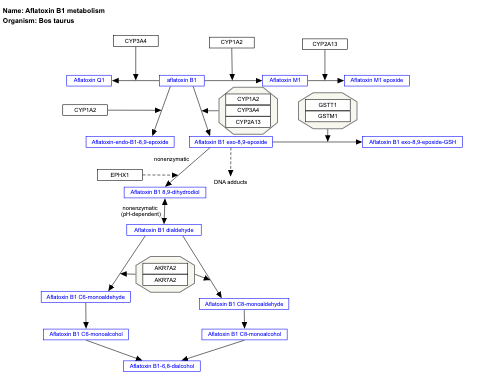 Name: Aflatoxin B1 metabolism
Organism: Bos taurus
CYP3A4
CYP1A2
CYP2A13
Aflatoxin Q1
aflatoxin B1
Aflatoxin M1
Aflatoxin M1 epoxide
CYP1A2
CYP1A2
CYP3A4
CYP2A13
GSTT1
GSTM1
Aflatoxin-endo-B1-8,9-epoxide
Aflatoxin B1 exo-8,9-epoxide
Aflatoxin B1 exo-8,9-epoxide-GSH
nonenzymatic
EPHX1
DNA adducts
Aflatoxin B1 8,9-dihydrodiol
nonenzymatic
(pH-dependent)
Aflatoxin B1 dialdehyde
AKR7A2
AKR7A2
Aflatoxin B1 C6-monoaldehyde
Aflatoxin B1 C8-monoaldehyde
Aflatoxin B1 C6-monoalcohol
Aflatoxin B1 C8-monoalcohol
Aflatoxin B1-6,8-dialcohol